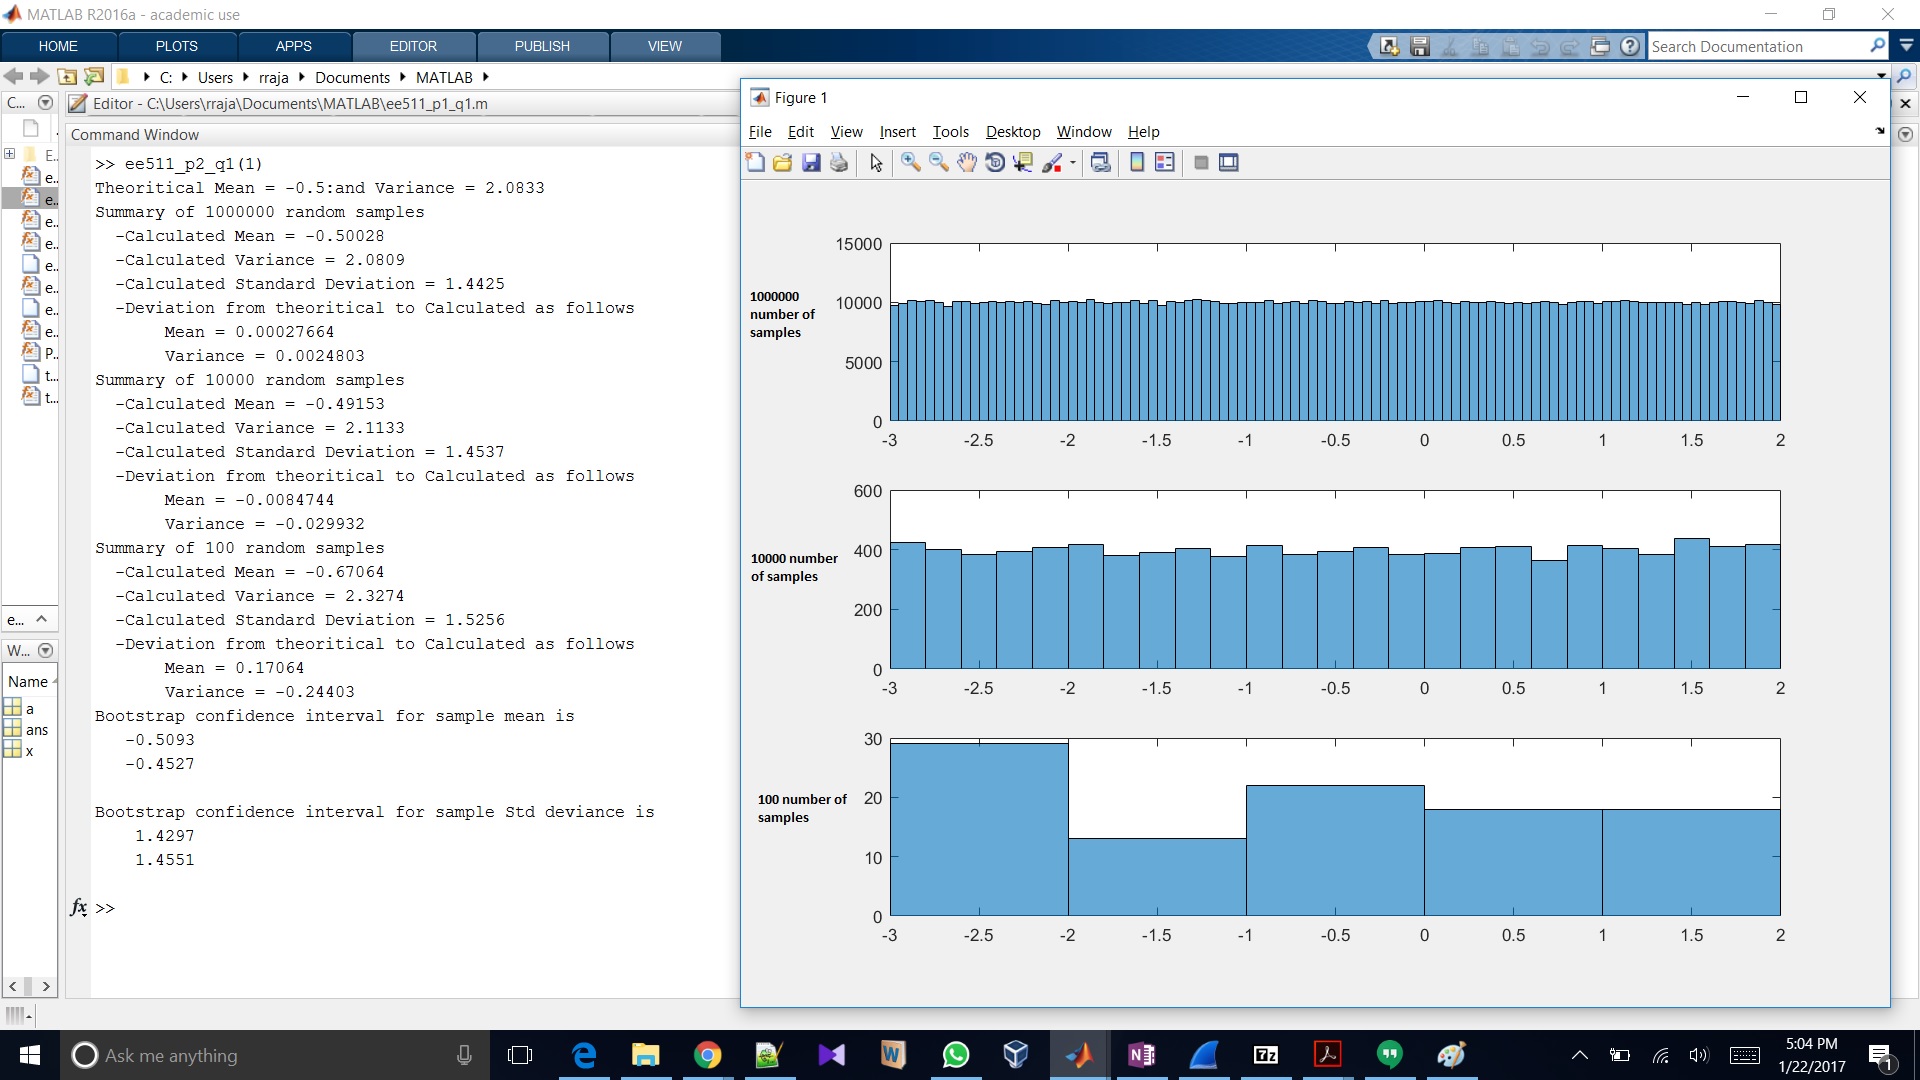 MATLAB R2016a - academic use
HOME PLOTS APPS EDITOR PUBLISH VIEW
Search Documentation
C: Users rraja Documents MATLAB
C...
Editor - C:\Users\rraja\Documents\MATLAB\ee511_p1_q1.m
Command Window
E..
e..
e..
e..
e..
e..
e..
e..
e..
P..
t...
t...
e...
W...
Name
a
ans
x
>> ee511_p2_q1(1)
Theoritical Mean = -0.5:and Variance = 2.0833
Summary of 1000000 random samples
-Calculated Mean = -0.50028
-Calculated Variance = 2.0809
-Calculated Standard Deviation = 1.4425
-Deviation from theoritical to Calculated as follows
Mean = 0.00027664
Variance = 0.0024803
Summary of 10000 random samples
-Calculated Mean = -0.49153
-Calculated Variance = 2.1133
-Calculated Standard Deviation = 1.4537
-Deviation from theoritical to Calculated as follows
Mean = -0.0084744
Variance = -0.029932
Summary of 100 random samples
-Calculated Mean = -0.67064
-Calculated Variance = 2.3274
-Calculated Standard Deviation = 1.5256
-Deviation from theoritical to Calculated as follows
Mean = 0.17064
Variance = -0.24403
Bootstrap confidence interval for sample mean is
-0.5093
-0.4527
Bootstrap confidence interval for sample Std deviance is
1.4297
1.4551
fx >>
Figure 1
File Edit View Insert Tools Desktop Window Help
1000000
number of
samples
15000
10000
5000
0
-3 -2.5 -2 -1.5 -1 -0.5 0 0.5 1 1.5 2
10000 number
of samples
600
400
200
0
-3 -2.5 -2 -1.5 -1 -0.5 0 0.5 1 1.5 2
100 number of
samples
30
20
10
0
-3 -2.5 -2 -1.5 -1 -0.5 0 0.5 1 1.5 2
Ask me anything
7z
5:04 PM
1/22/2017
1